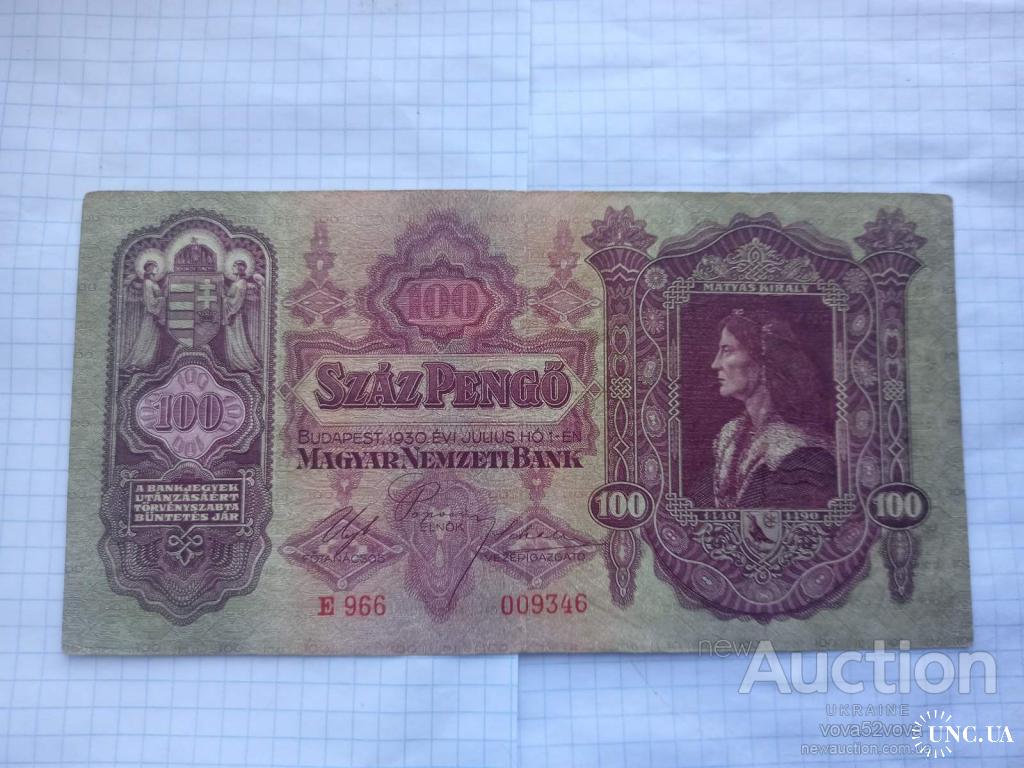 100
MÁTYÁS KIRÁLY
SZÁZ PENGŐ
100
BUDAPEST, 1930. ÉVI JULIUS HÓ 1-ÉN
MAGYAR NEMZETI BANK
A BANKJEGYEK
UTÁNZÁSÁÉRT
TÖRVÉNYSZABTA
BÜNTETÉS JÁR
100
100
1440
1490
ELNÖK
FŐTANÁCSOS
VEZÉRIGAZGATÓ
E 966
009346
new Auction
UKRAINE
vova52vova
newauction.com.ua
UNC.UA